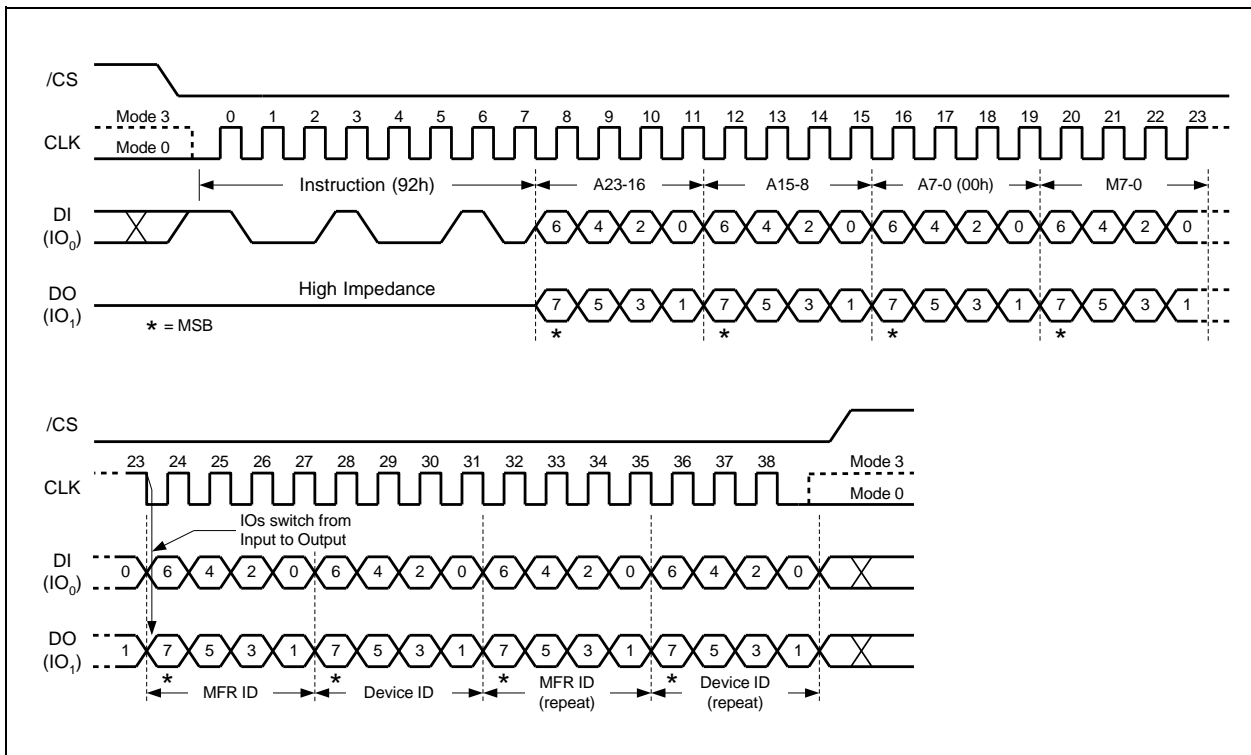 /CS
Mode 3 0 1 2 3 4 5 6 7 8 9 10 11 12 13 14 15 16 17 18 19 20 21 22 23
CLK
Mode 0
Instruction (92h) A23-16 A15-8 A7-0 (00h) M7-0
DI
(IO0) 6 4 2 0 6 4 2 0 6 4 2 0 6 4 2 0
High Impedance
DO
(IO1) 7 5 3 1 7 5 3 1 7 5 3 1 7 5 3 1
* = MSB * * * *
/CS
23 24 25 26 27 28 29 30 31 32 33 34 35 36 37 38 Mode 3
CLK
Mode 0
IOs switch from
Input to Output
DI
(IO0) 0 6 4 2 0 6 4 2 0 6 4 2 0 6 4 2 0
DO
(IO1) 1 7 5 3 1 7 5 3 1 7 5 3 1 7 5 3 1
* * * *
MFR ID Device ID MFR ID
(repeat) Device ID
(repeat)